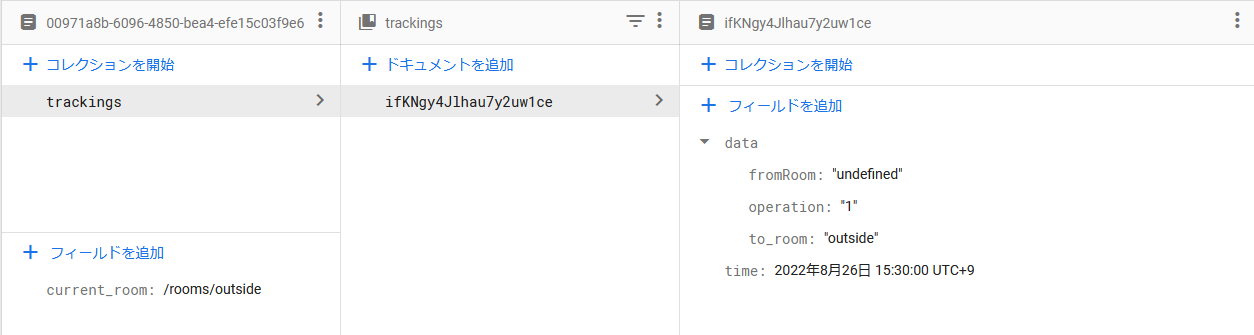 00971a8b-6096-4850-bea4-efe15c03f9e6
コレクションを開始
trackings
フィールドを追加
current_room: /rooms/outside
trackings
ドキュメントを追加
ifKNgy4Jlhau7y2uw1ce
ifKNgy4Jlhau7y2uw1ce
コレクションを開始
フィールドを追加
data
fromRoom: "undefined"
operation: "1"
to_room: "outside"
time: 2022年8月26日 15:30:00 UTC+9